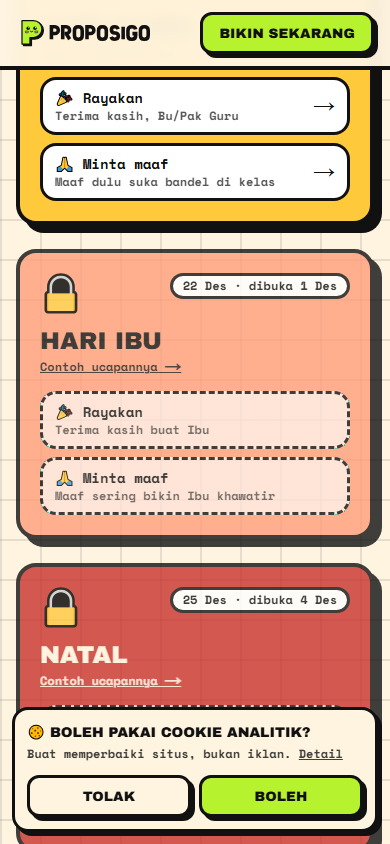 PROPOSIGO
BIKIN SEKARANG
Rayakan
Terima kasih, Bu/Pak Guru
Minta maaf
Maaf dulu suka bandel di kelas
22 Des · dibuka 1 Des
HARI IBU
Contoh ucapannya →
Rayakan
Terima kasih buat Ibu
Minta maaf
Maaf sering bikin Ibu khawatir
25 Des · dibuka 4 Des
NATAL
Contoh ucapannya →
BOLEH PAKAI COOKIE ANALITIK?
Buat memperbaiki situs, bukan iklan. Detail
TOLAK
BOLEH